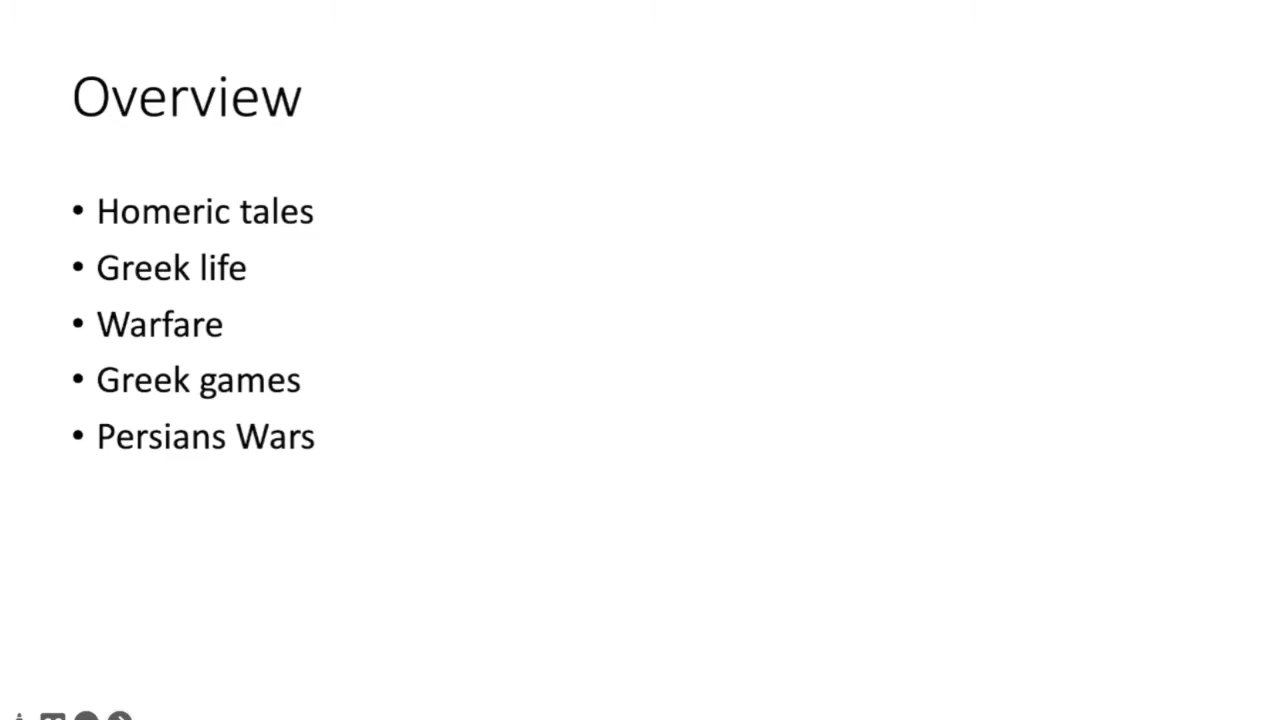 Overview
• Homeric tales
• Greek life
• Warfare
• Greek games
• Persians Wars